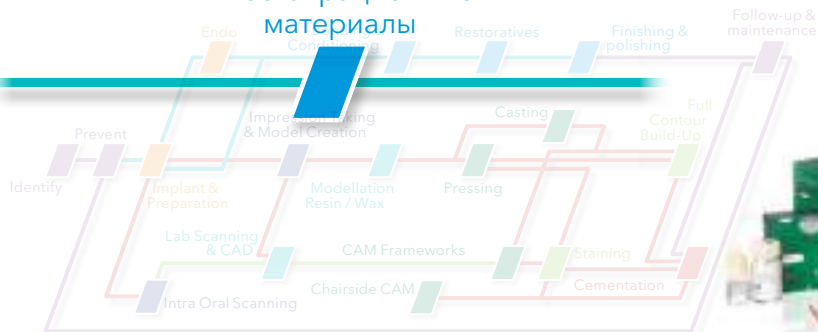 материалы
Endo
Conditioning
Restoratives
Finishing &
polishing
Follow-up &
maintenance
Prevent
Impression Taking
& Model Creation
Casting
Full
Contour
Build-Up
Identify
Implant &
Preparation
Modellation
Resin / Wax
Pressing
Lab Scanning
& CAD
CAM Frameworks
Staining
Cementation
Intra Oral Scanning
Chairside CAM